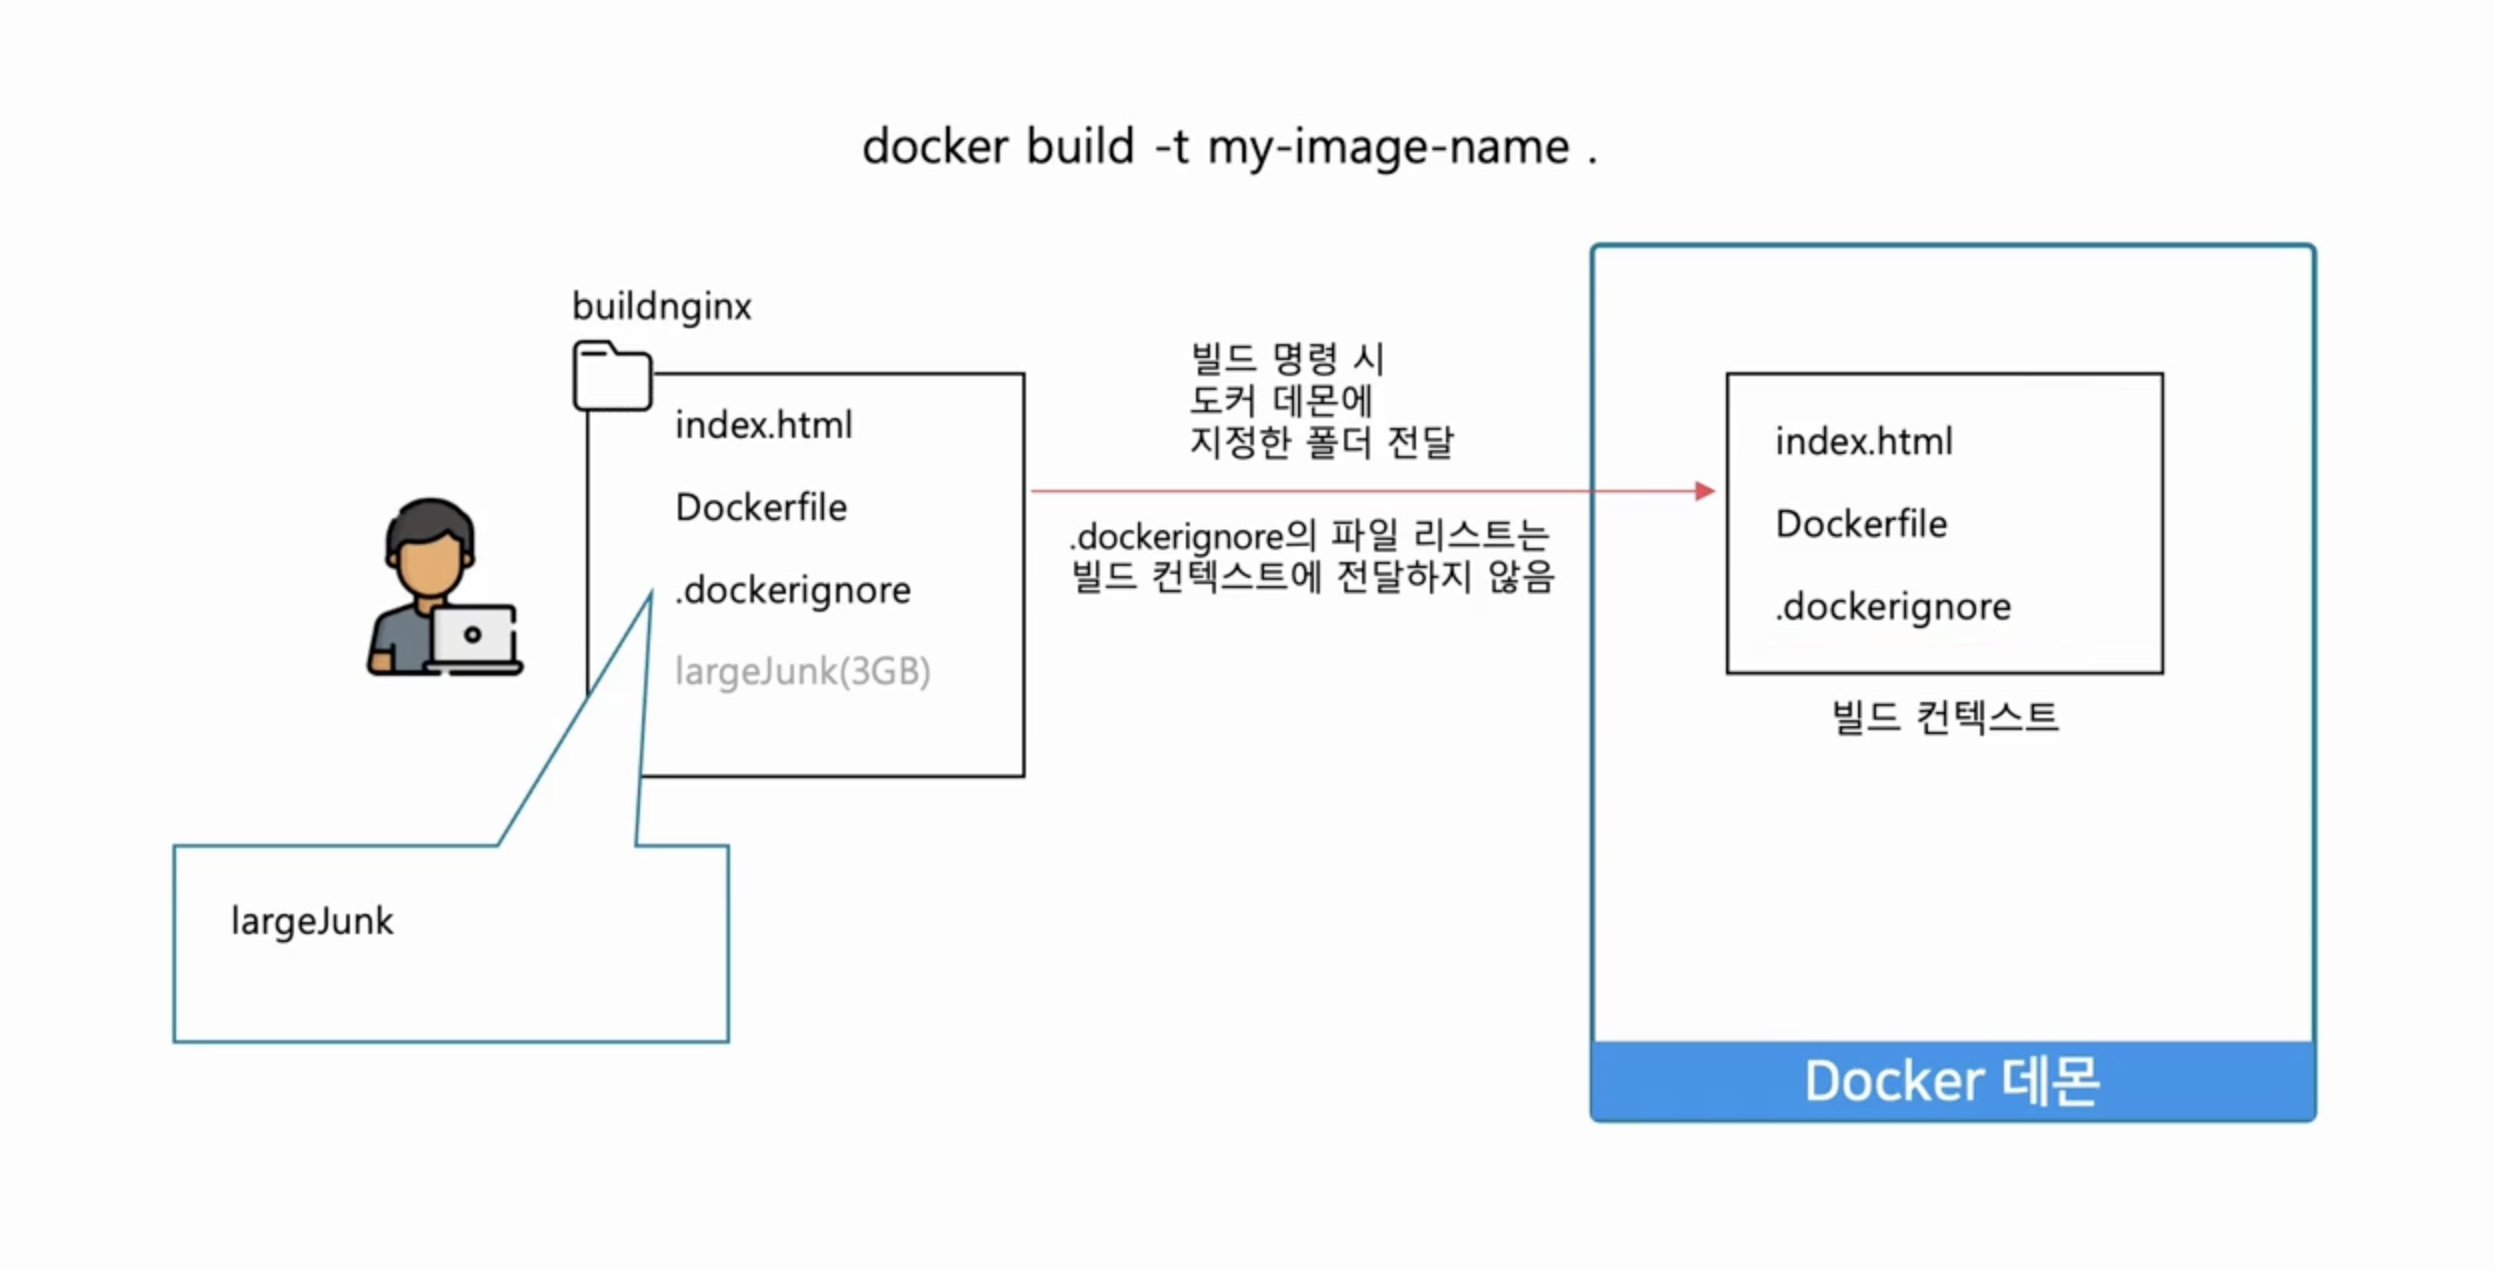 docker build -t my-image-name .
buildnginx
index.html
Dockerfile
.dockerignore
largeJunk(3GB)
largeJunk
빌드 명령 시
도커 데몬에
지정한 폴더 전달
.dockerignore의 파일 리스트는
빌드 컨텍스트에 전달하지 않음
index.html
Dockerfile
.dockerignore
빌드 컨텍스트
Docker 데몬